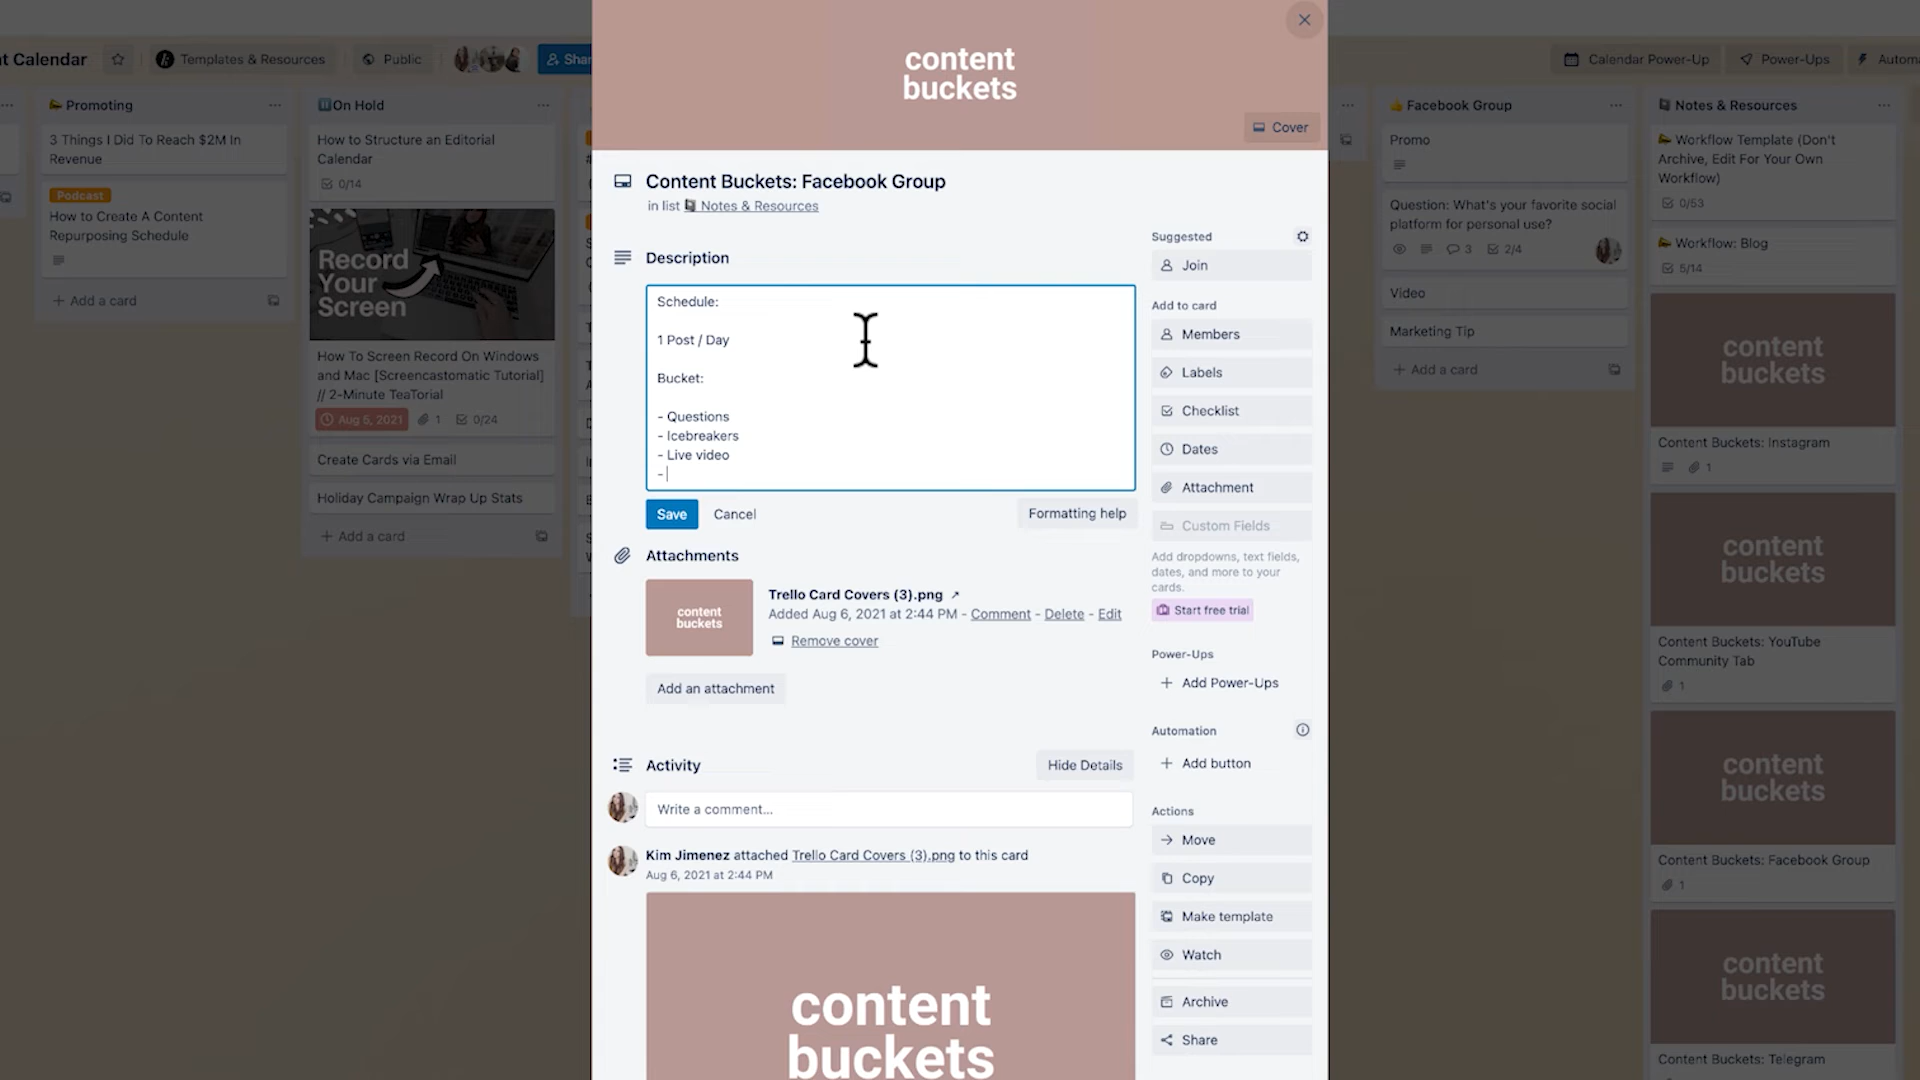 nt Calendar
Templates & Resources
Public
Shar
Calendar Power-Up
Power-Ups
Automa
Promoting
3 Things I Did To Reach $2M In
Revenue
Podcast
How to Create A Content
Repurposing Schedule
+ Add a card
On Hold
How to Structure an Editorial
Calendar
0/14
Record
Your
Screen
How To Screen Record On Windows
and Mac [Screencastomatic Tutorial]
// 2-Minute TeaTorial
Aug 5, 2021
1
0/24
Create Cards via Email
Holiday Campaign Wrap Up Stats
+ Add a card
content
buckets
Cover
Content Buckets: Facebook Group
in list Notes & Resources
Description
Schedule:
1 Post / Day
Bucket:
- Questions
- Icebreakers
- Live video
-
Save
Cancel
Formatting help
Attachments
content
buckets
Trello Card Covers (3).png ↗
Added Aug 6, 2021 at 2:44 PM - Comment - Delete - Edit
Remove cover
Add an attachment
Activity
Hide Details
Write a comment...
Kim Jimenez attached Trello Card Covers (3).png to this card
Aug 6, 2021 at 2:44 PM
content
buckets
Suggested
Join
Add to card
Members
Labels
Checklist
Dates
Attachment
Custom Fields
Add dropdowns, text fields,
dates, and more to your
cards.
Start free trial
Power-Ups
+ Add Power-Ups
Automation
+ Add button
Actions
Move
Copy
Make template
Watch
Archive
Share
Facebook Group
Promo
Question: What's your favorite social
platform for personal use?
3
2/4
Video
Marketing Tip
+ Add a card
Notes & Resources
Workflow Template (Don't
Archive, Edit For Your Own
Workflow)
0/53
Workflow: Blog
5/14
content
buckets
Content Buckets: Instagram
1
content
buckets
Content Buckets: YouTube
Community Tab
1
content
buckets
Content Buckets: Facebook Group
1
content
buckets
Content Buckets: Telegram